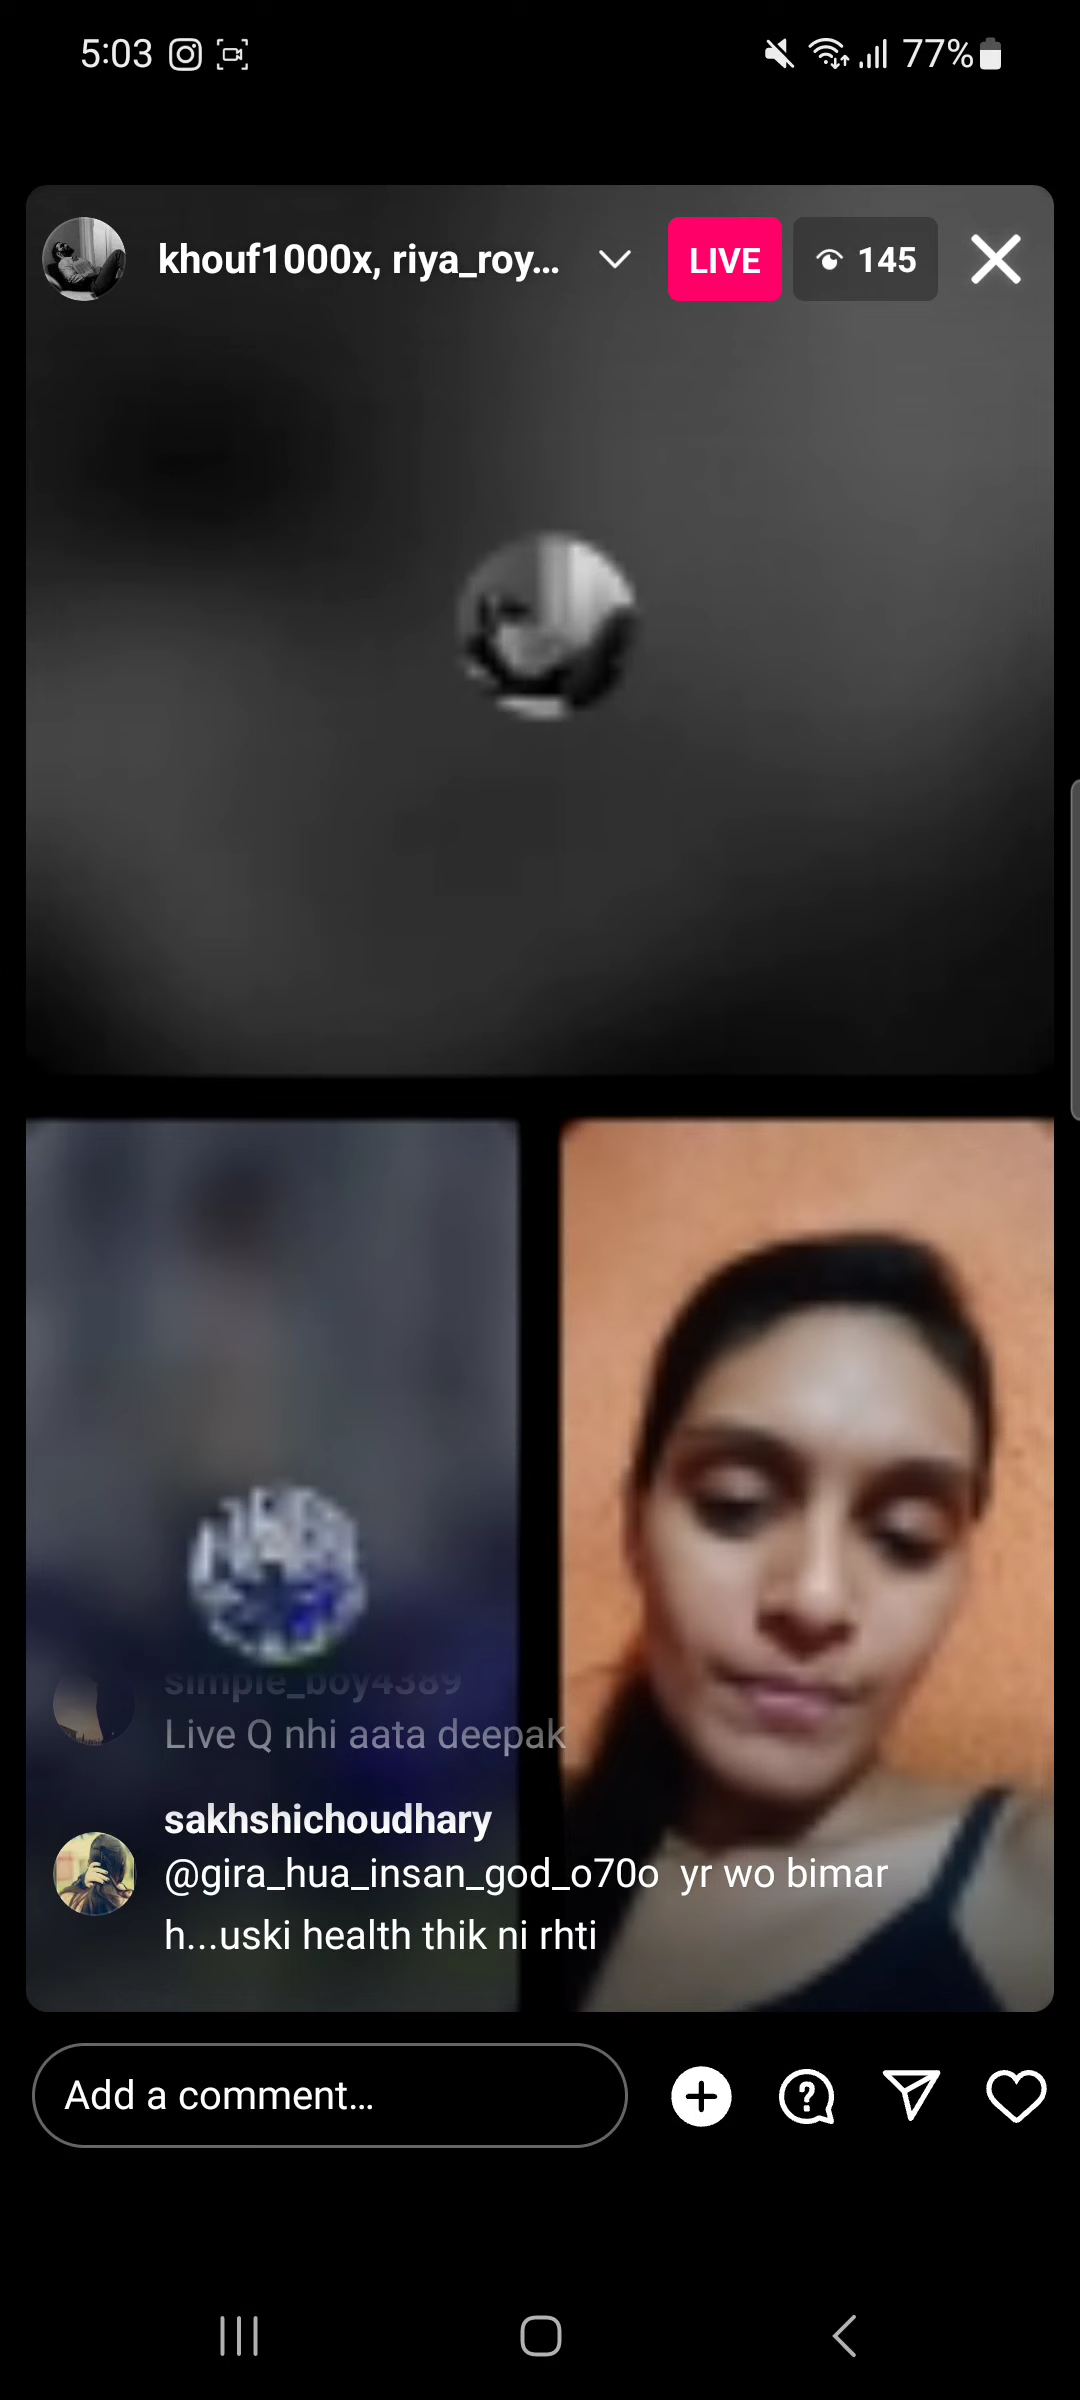 5:03
77%
khouf1000x, riya_roy...
LIVE
145
simple_boy4389
Live Q nhi aata deepak
sakhshichoudhary
@gira_hua_insan_god_o70o yr wo bimar
h...uski health thik ni rhti
Add a comment...